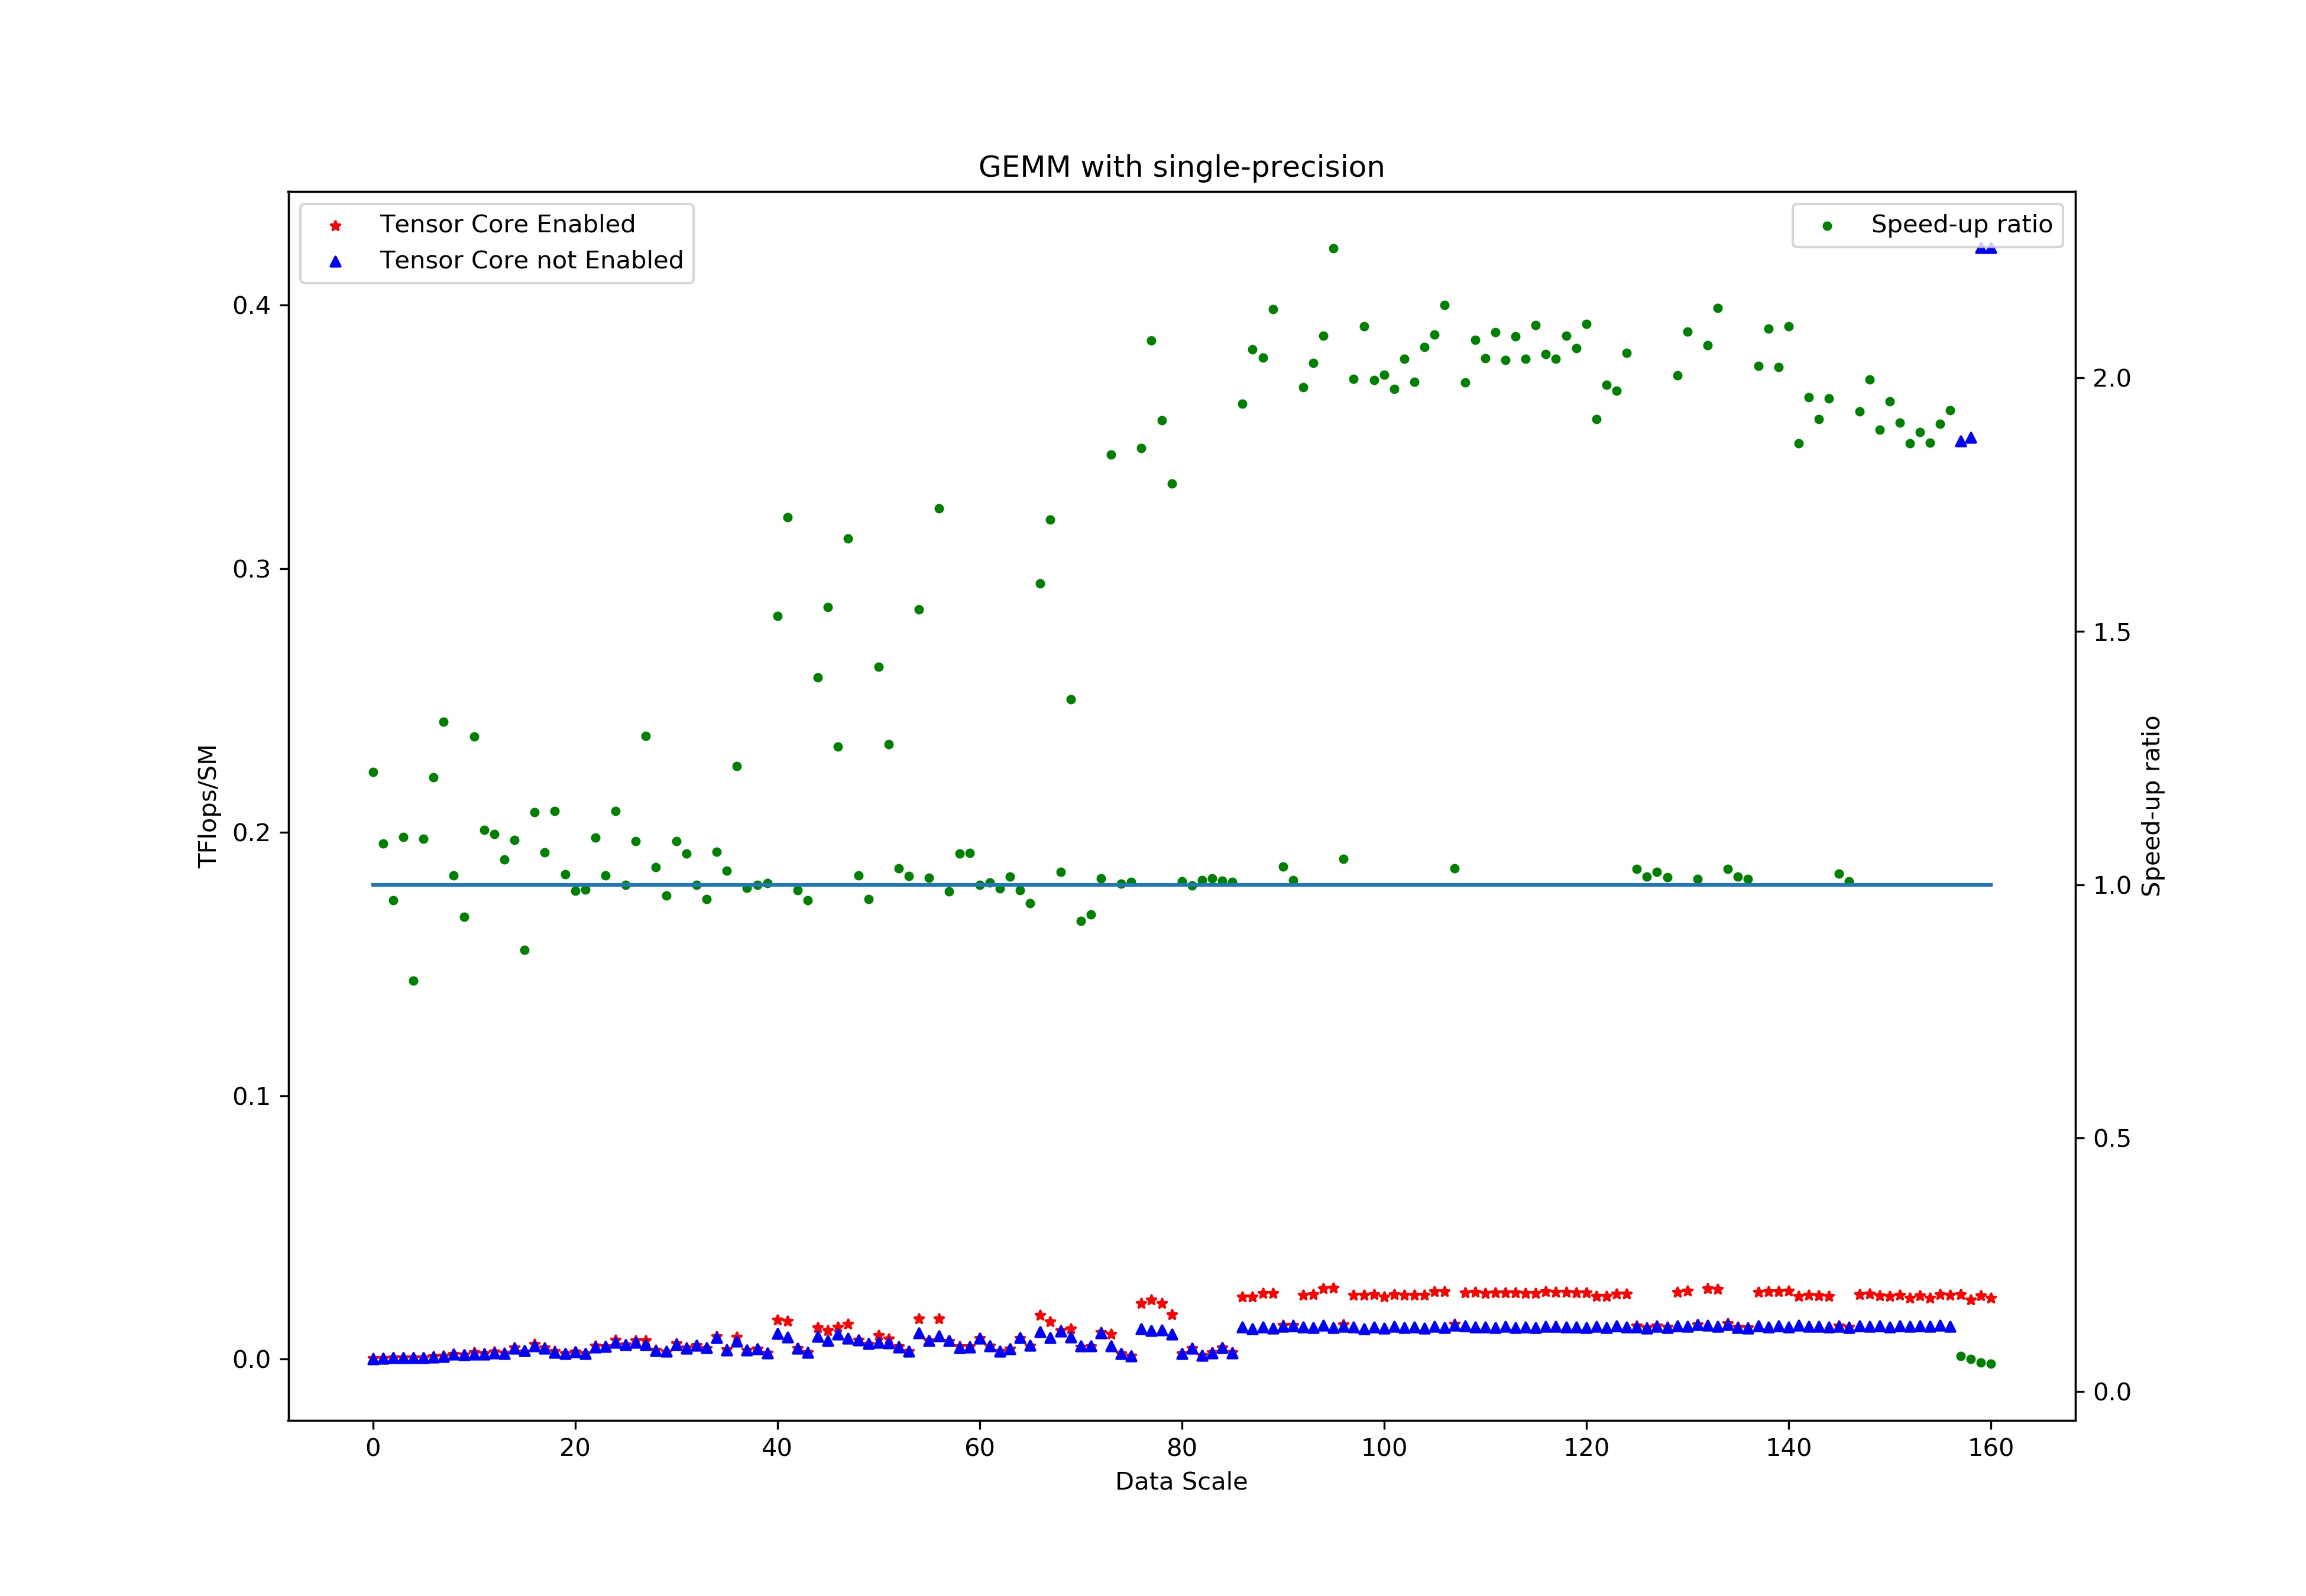 GEMM with single-precision
Tensor Core Enabled
Tensor Core not Enabled
Speed-up ratio
0.4
0.3
0.2
0.1
0.0
TFlops/SM
2.0
1.5
1.0
0.5
0.0
Speed-up ratio
0 20 40 60 80 100 120 140 160
Data Scale